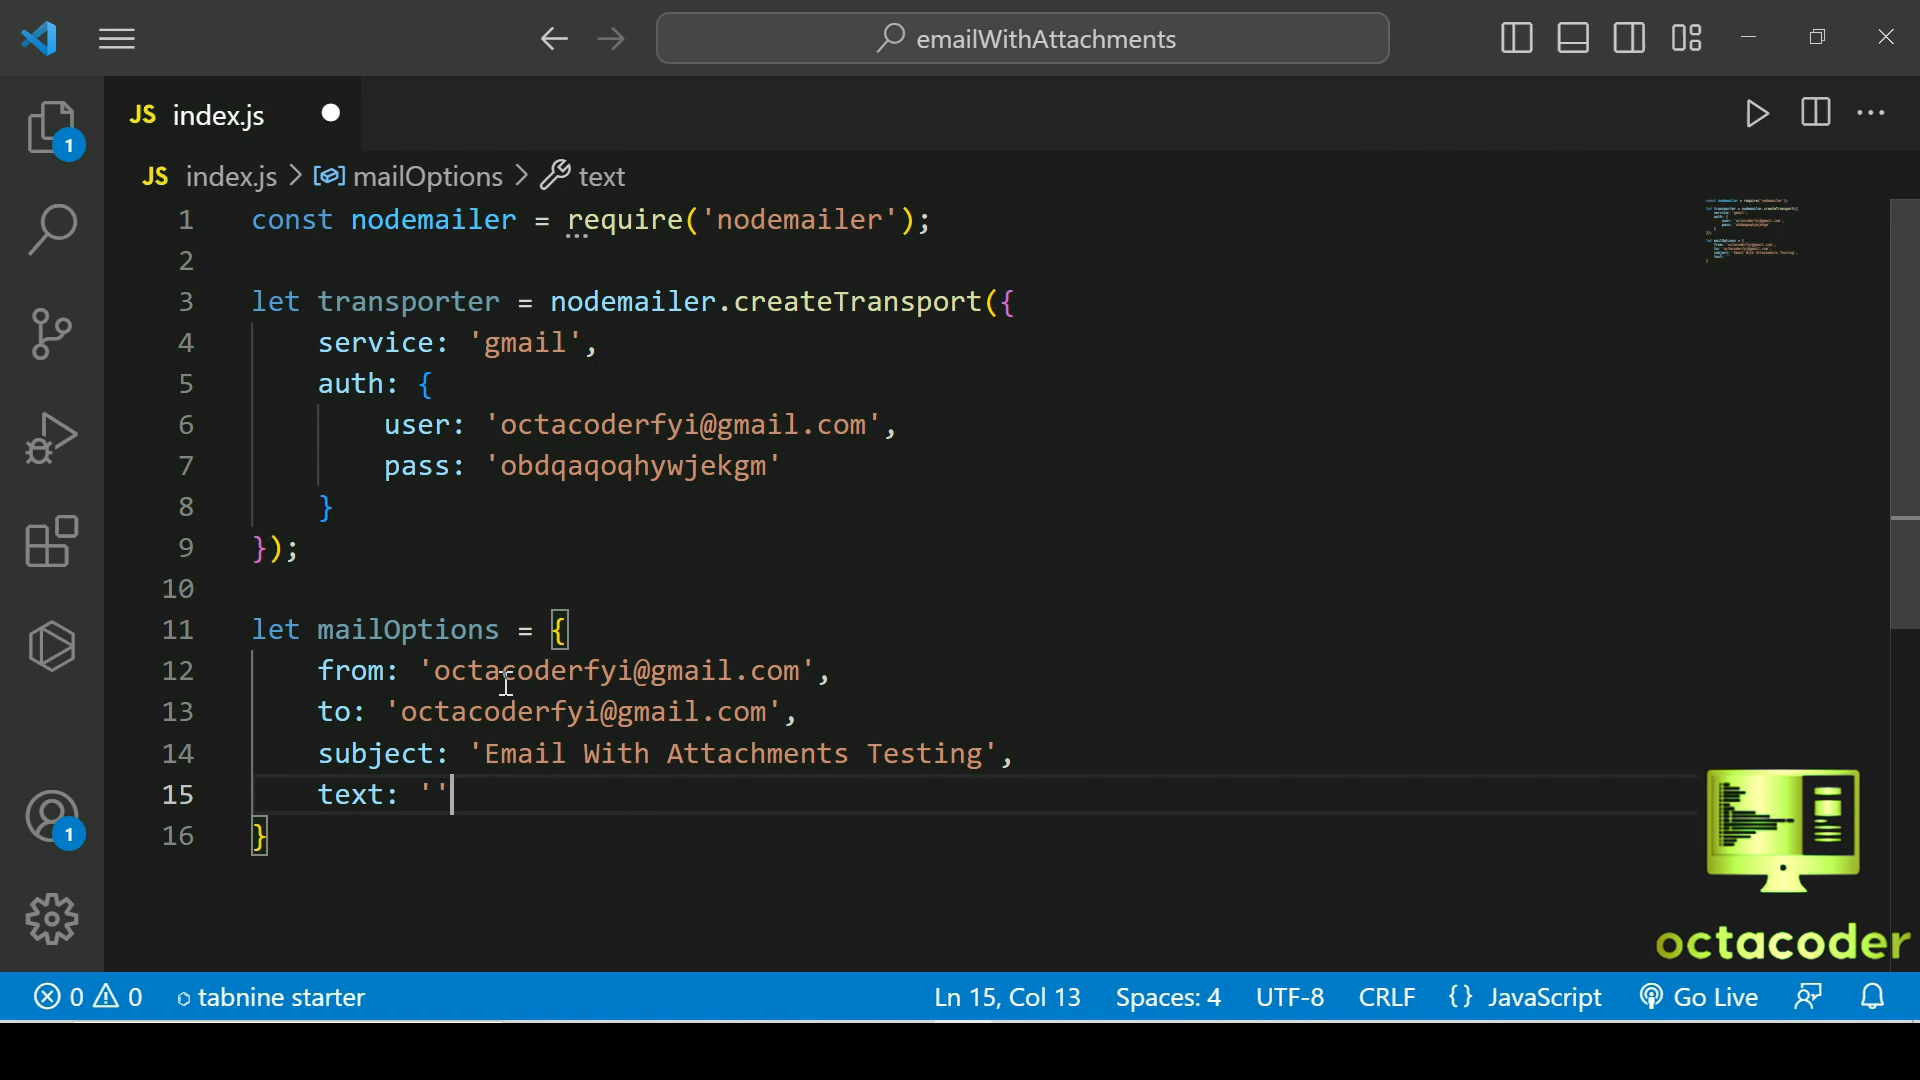 emailWithAttachments
JS index.js
1
JS index.js > mailOptions > text
1 const nodemailer = require('nodemailer');
2
3 let transporter = nodemailer.createTransport({
4 service: 'gmail',
5 auth: {
6 user: 'octacoderfyi@gmail.com',
7 pass: 'obdqaqoqhywjekgm'
8 }
9 });
10
11 let mailOptions = {
12 from: 'octacoderfyi@gmail.com',
13 to: 'octacoderfyi@gmail.com',
14 subject: 'Email With Attachments Testing',
15 text: ''
16 }
1
octacoder
0 0 tabnine starter Ln 15, Col 13 Spaces: 4 UTF-8 CRLF {} JavaScript Go Live